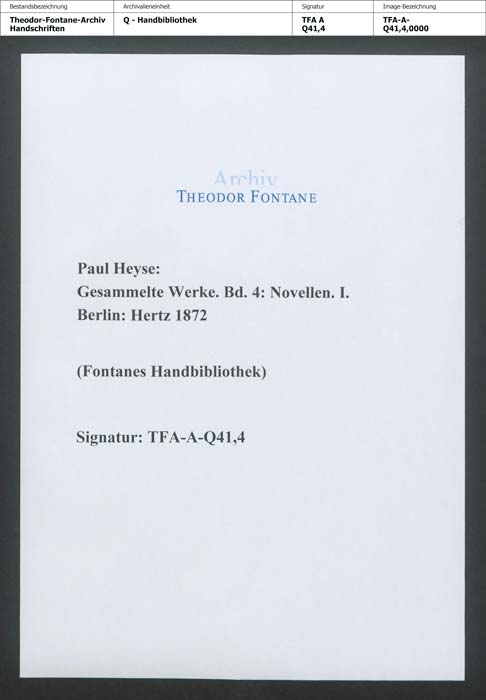 Bestandsbezeichnung
Theodor-Fontane-Archiv
Handschriften
Archivalieneinheit
Q - Handbibliothek
Signatur
TFA A
Q41,4
Image-Bezeichnung
TFA-A-
Q41,4,0000
Archiv
THEODOR FONTANE
Paul Heyse:
Gesammelte Werke. Bd. 4: Novellen. I.
Berlin: Hertz 1872
(Fontanes Handbibliothek)
Signatur: TFA-A-Q41,4